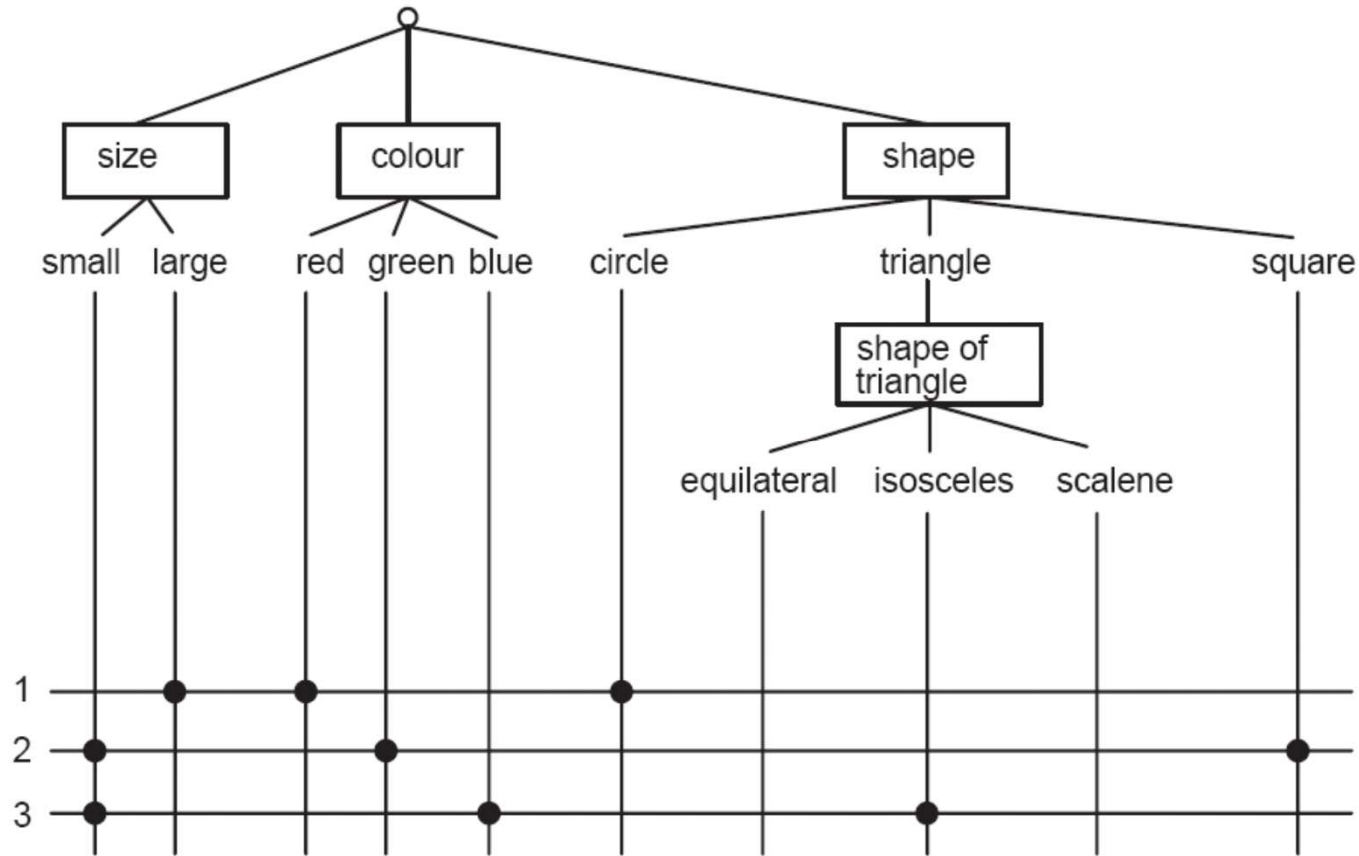 size
colour
shape
small large red green blue circle triangle square
shape of
triangle
equilateral isosceles scalene
1
2
3